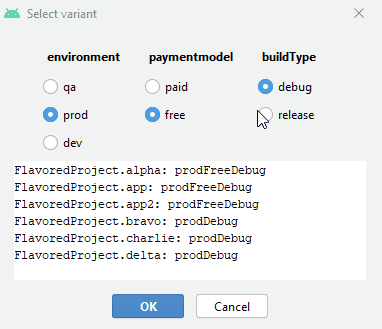 Select variant
environment paymentmodel buildType
qa paid debug
prod free release
dev
FlavoredProject.alpha: prodFreeDebug
FlavoredProject.app: prodFreeDebug
FlavoredProject.app2: prodFreeDebug
FlavoredProject.bravo: prodDebug
FlavoredProject.charlie: prodDebug
FlavoredProject.delta: prodDebug
OK Cancel